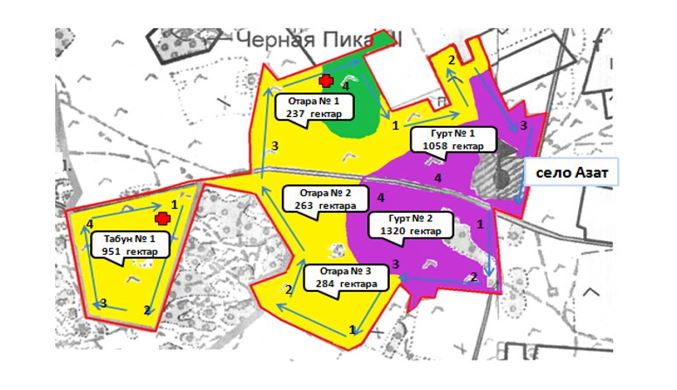 Черная Пика II
2
4
Отара № 1
237 гектар
1
3
Гурт № 1
1058 гектар
3
4
село Азат
Отара № 2
263 гектара
4
1
4
Гурт № 2
1320 гектар
1
Табун № 1
951 гектар
3
Отара № 3
284 гектара
2
2
3
2
1